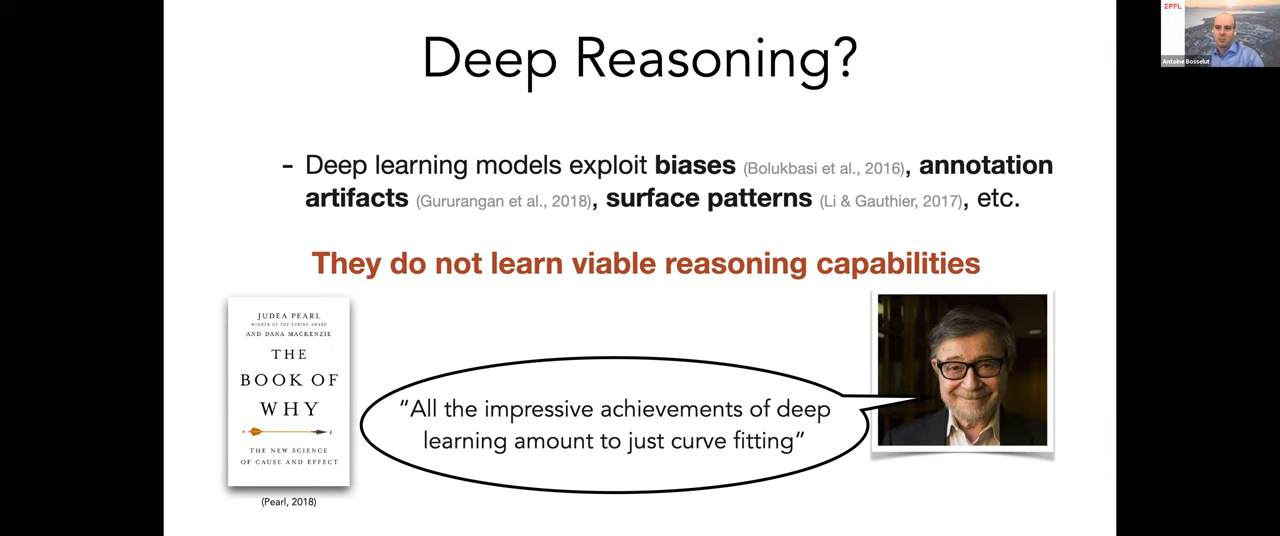 Deep Reasoning?
EPFL
Antoine Bosselut
- Deep learning models exploit biases (Bolukbasi et al., 2016), annotation
artifacts (Gururangan et al., 2018), surface patterns (Li & Gauthier, 2017), etc.
They do not learn viable reasoning capabilities
JUDEA PEARL
WINNER OF THE TURING AWARD
AND DANA MACKENZIE
THE
BOOK OF
WHY
THE NEW SCIENCE
OF CAUSE AND EFFECT
(Pearl, 2018)
“All the impressive achievements of deep
learning amount to just curve fitting”